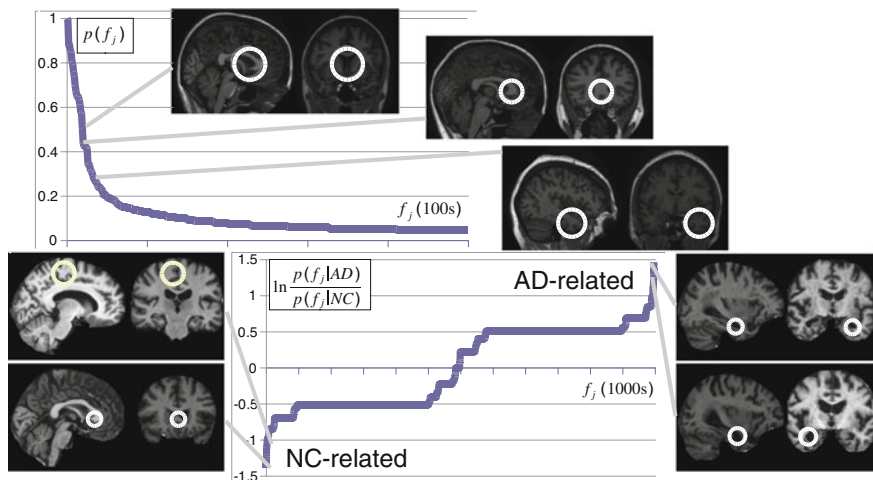 1
p(f_j)
0.8
0.6
0.4
0.2
0
f_j (100s)
1.5
ln p(f_j|AD) / p(f_j|NC)
AD-related
1
0.5
0
f_j (1000s)
-0.5
-1
NC-related
-1.5